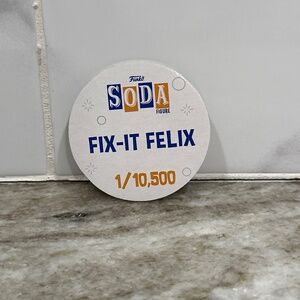 Funko
SODA
FIGURE
FIX-IT FELIX
1/10,500